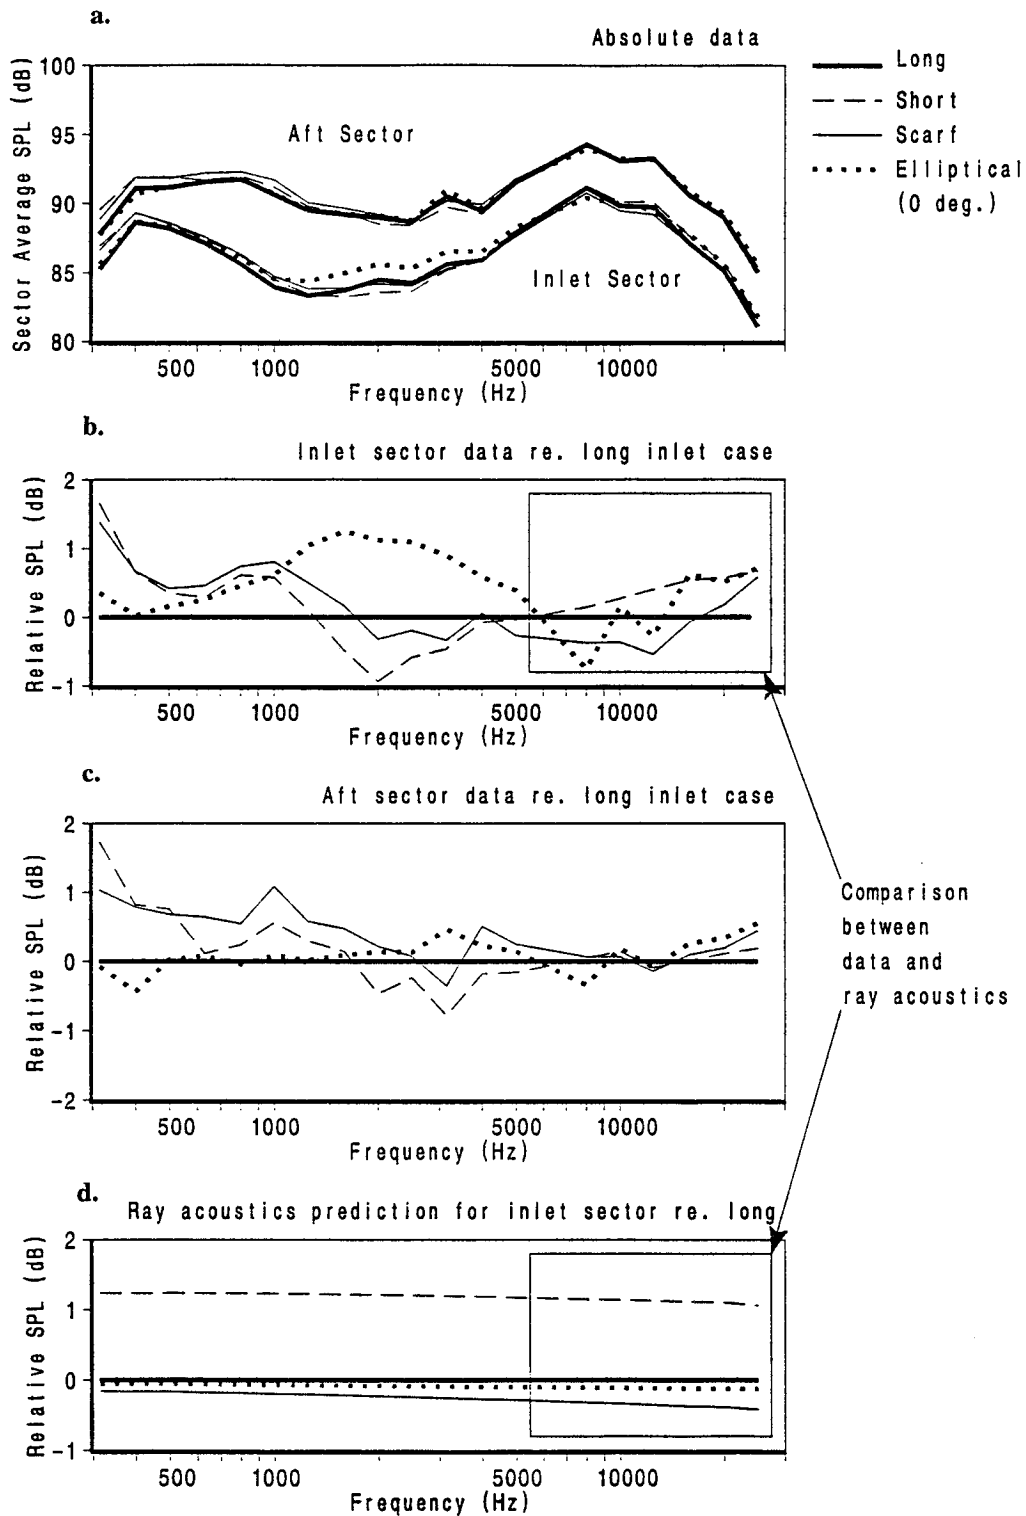 a.
Absolute data
Sector Average SPL (dB)
100
95
90
85
80
Aft Sector
Inlet Sector
500 1000 5000 10000
Frequency (Hz)
Long
Short
Scarf
Elliptical
(0 deg.)
b.
Inlet sector data re. long inlet case
Relative SPL (dB)
2
1
0
-1
500 1000 5000 10000
Frequency (Hz)
c.
Aft sector data re. long inlet case
Relative SPL (dB)
2
1
0
-1
-2
500 1000 5000 10000
Frequency (Hz)
Comparison
between
data and
ray acoustics
d.
Ray acoustics prediction for inlet sector re. long
Relative SPL (dB)
2
1
0
-1
500 1000 5000 10000
Frequency (Hz)